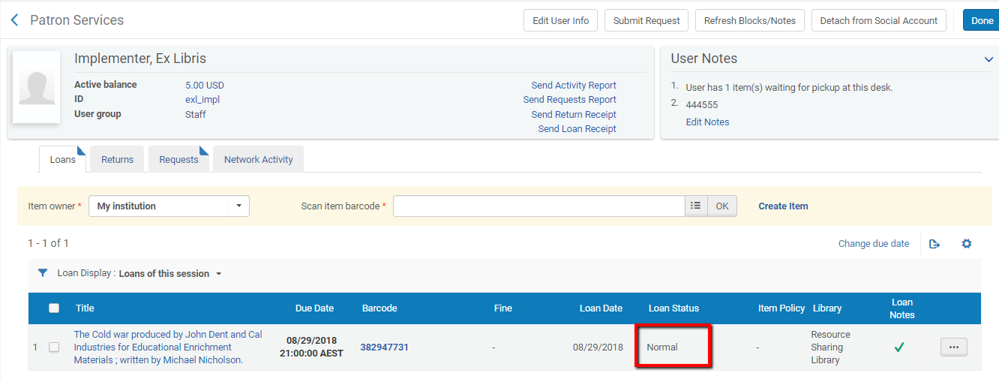 Patron Services
Edit User Info
Submit Request
Refresh Blocks/Notes
Detach from Social Account
Done
Implementer, Ex Libris
Active balance 5.00 USD Send Activity Report
ID exl_impl Send Requests Report
User group Staff Send Return Receipt
Send Loan Receipt
User Notes
1. User has 1 item(s) waiting for pickup at this desk.
2. 444555
Edit Notes
Loans Returns Requests Network Activity
Item owner * My institution Scan item barcode * OK Create Item
1 - 1 of 1 Change due date
Loan Display : Loans of this session
Title Due Date Barcode Fine Loan Date Loan Status Item Policy Library Loan Notes
1 The Cold war produced by John Dent and Cal
Industries for Educational Enrichment
Materials ; written by Michael Nicholson.
08/29/2018
21:00:00 AEST
382947731
-
08/29/2018
Normal
-
Resource
Sharing
Library